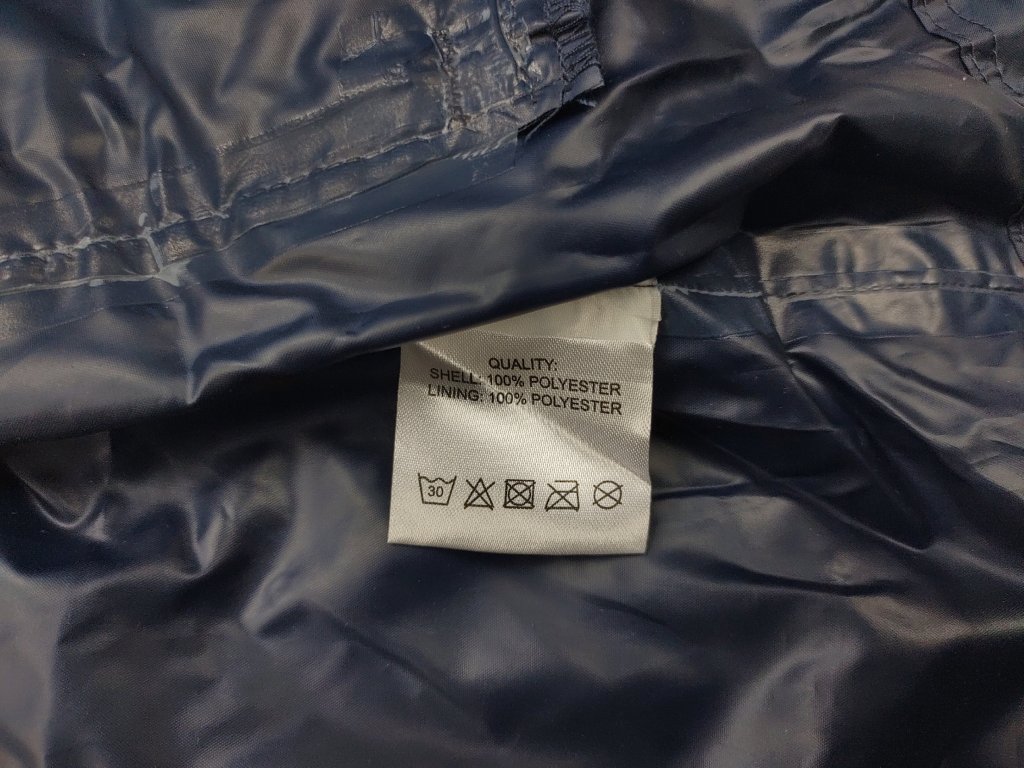 QUALITY:
SHELL: 100% POLYESTER
LINING: 100% POLYESTER
30